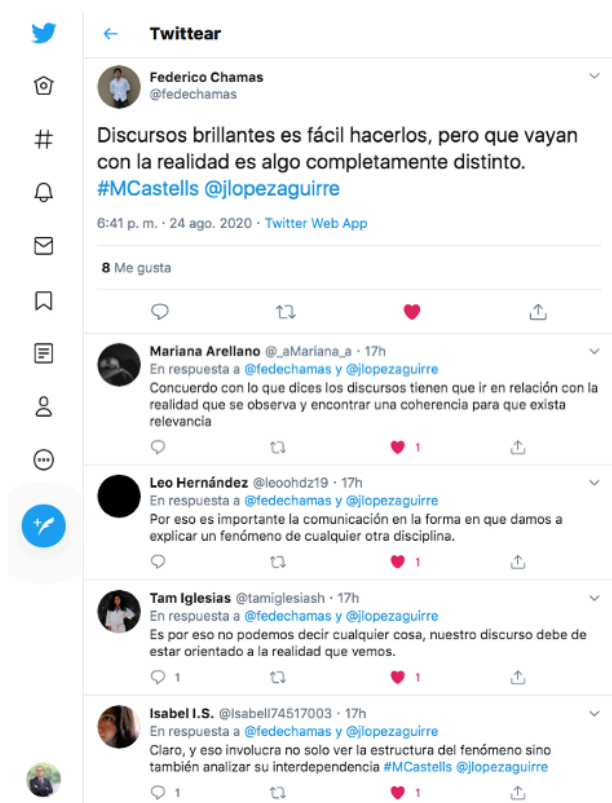 Twittear
Federico Chamas
@fedechamas
Discursos brillantes es fácil hacerlos, pero que vayan
con la realidad es algo completamente distinto.
#MCastells @jlopezaguirre
6:41 p. m. · 24 ago. 2020 · Twitter Web App
8 Me gusta
Mariana Arellano @_aMariana_a · 17h
En respuesta a @fedechamas y @jlopezaguirre
Concuerdo con lo que dices los discursos tienen que ir en relación con la
realidad que se observa y encontrar una coherencia para que exista
relevancia
1
Leo Hernández @leoohdz19 · 17h
En respuesta a @fedechamas y @jlopezaguirre
Por eso es importante la comunicación en la forma en que damos a
explicar un fenómeno de cualquier otra disciplina.
1
Tam Iglesias @tamiglesiash · 17h
En respuesta a @fedechamas y @jlopezaguirre
Es por eso no podemos decir cualquier cosa, nuestro discurso debe de
estar orientado a la realidad que vemos.
1 1
Isabel I.S. @Isabell74517003 · 17h
En respuesta a @fedechamas y @jlopezaguirre
Claro, y eso involucra no solo ver la estructura del fenómeno sino
también analizar su interdependencia #MCastells @jlopezaguirre
1 1